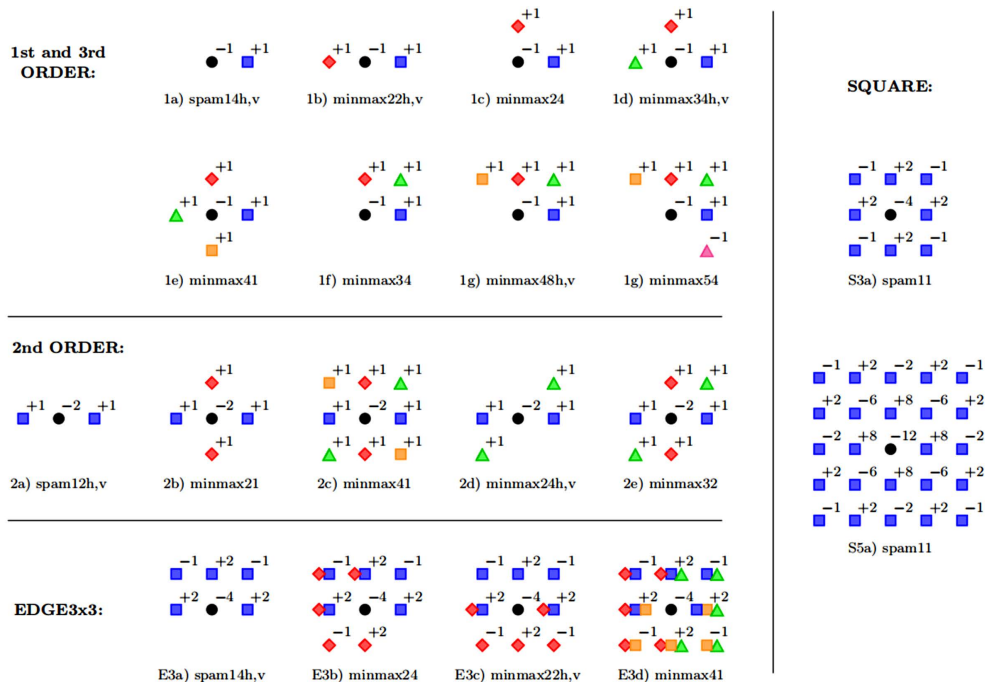 1st and 3rd
ORDER:
−1 +1
1a) spam14h,v
+1 −1 +1
1b) minmax22h,v
+1
−1 +1
1c) minmax24
+1
+1 −1 +1
1d) minmax34h,v
+1
+1 −1 +1
+1
1e) minmax41
+1 +1
−1 +1
1f) minmax34
+1 +1 +1
−1 +1
1g) minmax48h,v
+1 +1 +1
−1 +1
−1
1g) minmax54
2nd ORDER:
+1 −2 +1
2a) spam12h,v
+1
+1 −2 +1
+1
2b) minmax21
+1 +1 +1
+1 −2 +1
+1 +1 +1
2c) minmax41
+1
+1 −2 +1
+1
2d) minmax24h,v
+1 +1
+1 −2 +1
+1 +1
2e) minmax32
EDGE3x3:
−1 +2 −1
+2 −4 +2
E3a) spam14h,v
−1 +2 −1
+2 −4 +2
−1 +2
E3b) minmax24
−1 +2 −1
+2 −4 +2
−1 +2 −1
E3c) minmax22h,v
−1 +2 −1
+2 −4 +2
−1 +2 −1
E3d) minmax41
SQUARE:
−1 +2 −1
+2 −4 +2
−1 +2 −1
S3a) spam11
−1 +2 −2 +2 −1
+2 −6 +8 −6 +2
−2 +8 −12 +8 −2
+2 −6 +8 −6 +2
−1 +2 −2 +2 −1
S5a) spam11